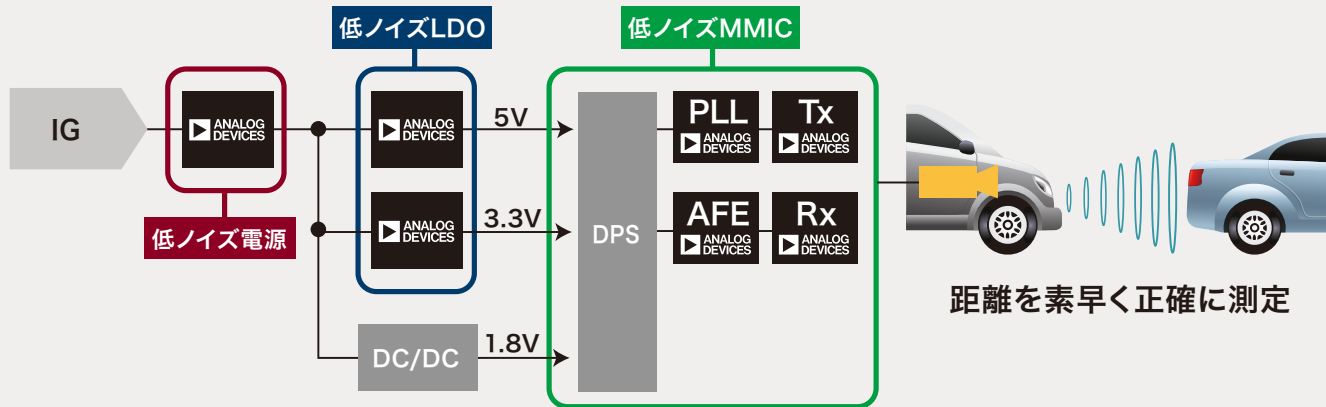 低ノイズLDO
低ノイズMMIC
IG
ANALOG
DEVICES
低ノイズ電源
ANALOG
DEVICES
5V
ANALOG
DEVICES
3.3V
DC/DC
1.8V
DPS
PLL
ANALOG
DEVICES
Tx
ANALOG
DEVICES
AFE
ANALOG
DEVICES
Rx
ANALOG
DEVICES
距離を素早く正確に測定